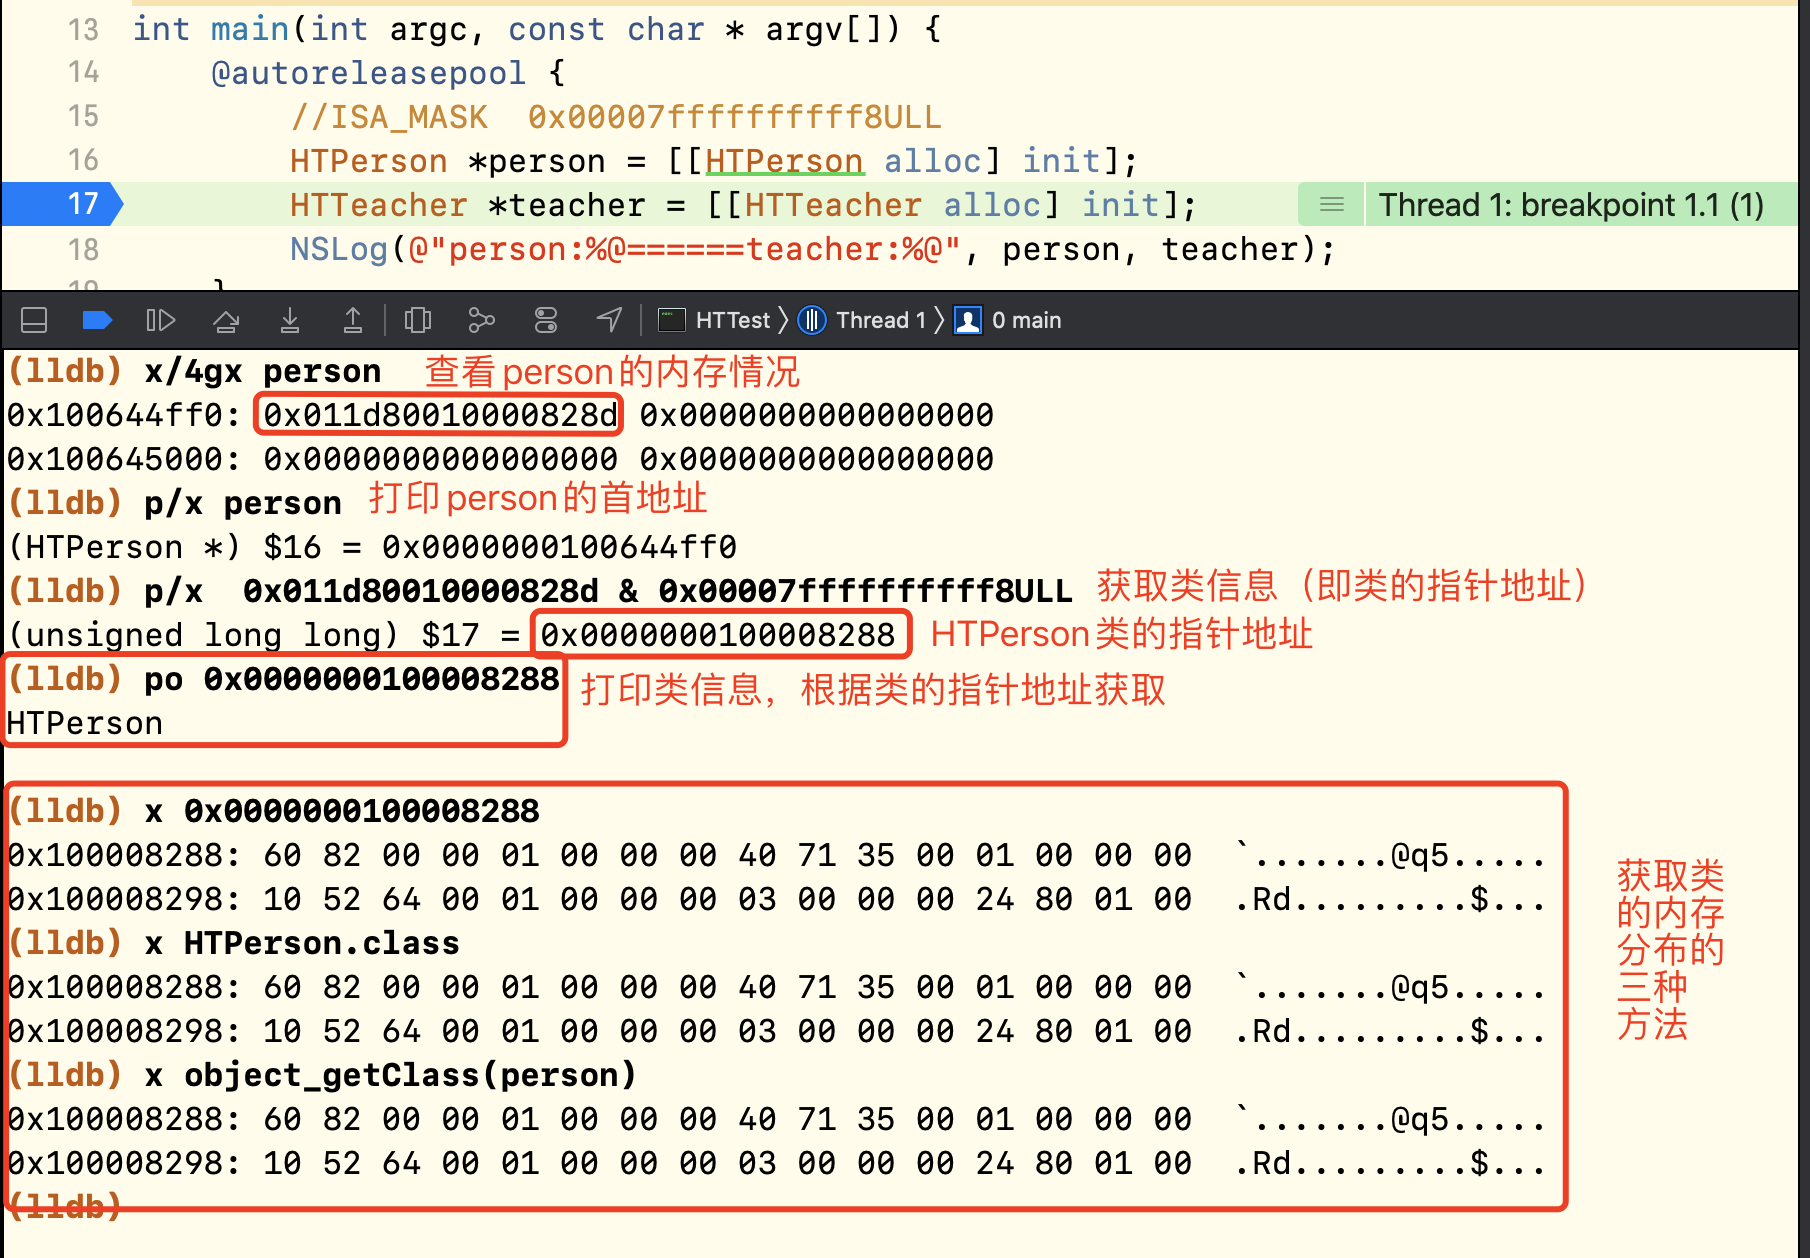 13 int main(int argc, const char * argv[]) {
14 @autoreleasepool {
15 //ISA_MASK  0x00007ffffffffff8ULL
16 HTPerson *person = [[HTPerson alloc] init];
17 HTTeacher *teacher = [[HTTeacher alloc] init]; Thread 1: breakpoint 1.1 (1)
18 NSLog(@"person:%@======teacher:%@", person, teacher);
19 }
HTTest 〉 Thread 1 〉 0 main
(lldb) x/4gx person 查看person的内存情况
0x100644ff0: 0x011d80010000828d 0x0000000000000000
0x100645000: 0x0000000000000000 0x0000000000000000
(lldb) p/x person 打印person的首地址
(HTPerson *) $16 = 0x0000000100644ff0
(lldb) p/x  0x011d80010000828d & 0x00007ffffffffff8ULL 获取类信息（即类的指针地址）
(unsigned long long) $17 = 0x0000000100008288 HTPerson类的指针地址
(lldb) po 0x0000000100008288 打印类信息，根据类的指针地址获取
HTPerson
(lldb) x 0x0000000100008288
0x100008288: 60 82 00 00 01 00 00 00 40 71 35 00 01 00 00 00  `.......@q5.....
0x100008298: 10 52 64 00 01 00 00 00 03 00 00 00 24 80 01 00  .Rd.........$...
(lldb) x HTPerson.class
0x100008288: 60 82 00 00 01 00 00 00 40 71 35 00 01 00 00 00  `.......@q5.....
0x100008298: 10 52 64 00 01 00 00 00 03 00 00 00 24 80 01 00  .Rd.........$...
(lldb) x object_getClass(person)
0x100008288: 60 82 00 00 01 00 00 00 40 71 35 00 01 00 00 00  `.......@q5.....
0x100008298: 10 52 64 00 01 00 00 00 03 00 00 00 24 80 01 00  .Rd.........$...
(lldb)
获取类
的内存
分布的
三种
方法